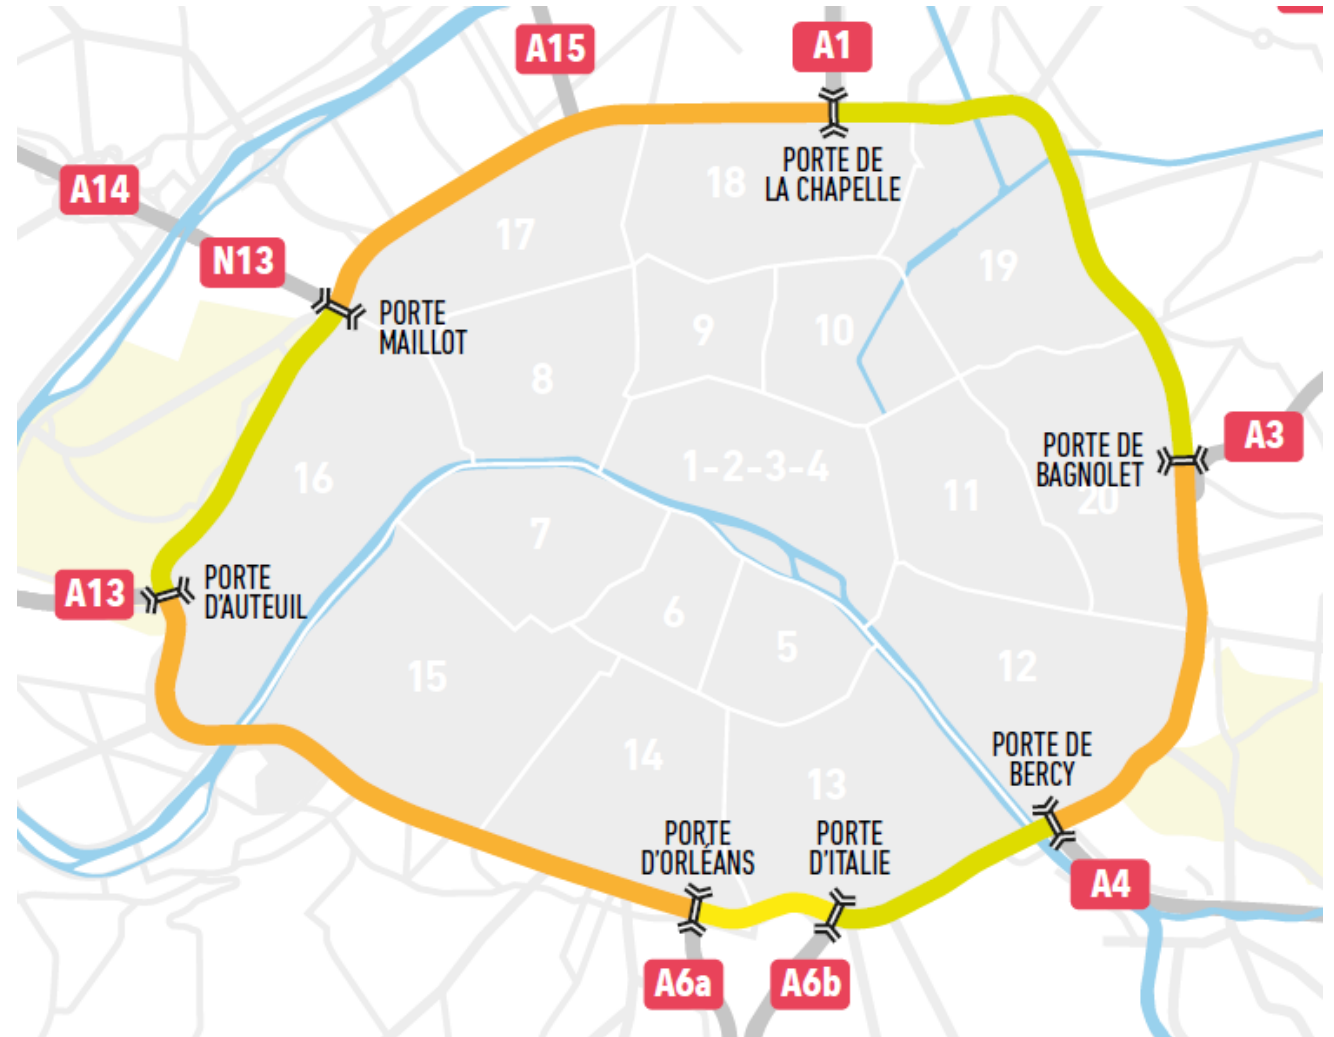 A15
A1
PORTE DE
LA CHAPELLE
A14
18
17
N13
19
PORTE
MAILLOT
9
10
8
A3
PORTE DE
BAGNOLET
1-2-3-4
16
11
20
7
A13
PORTE
D'AUTEUIL
6
5
12
15
14
13
PORTE DE
BERCY
PORTE
D'ORLÉANS
PORTE
D'ITALIE
A4
A6a
A6b